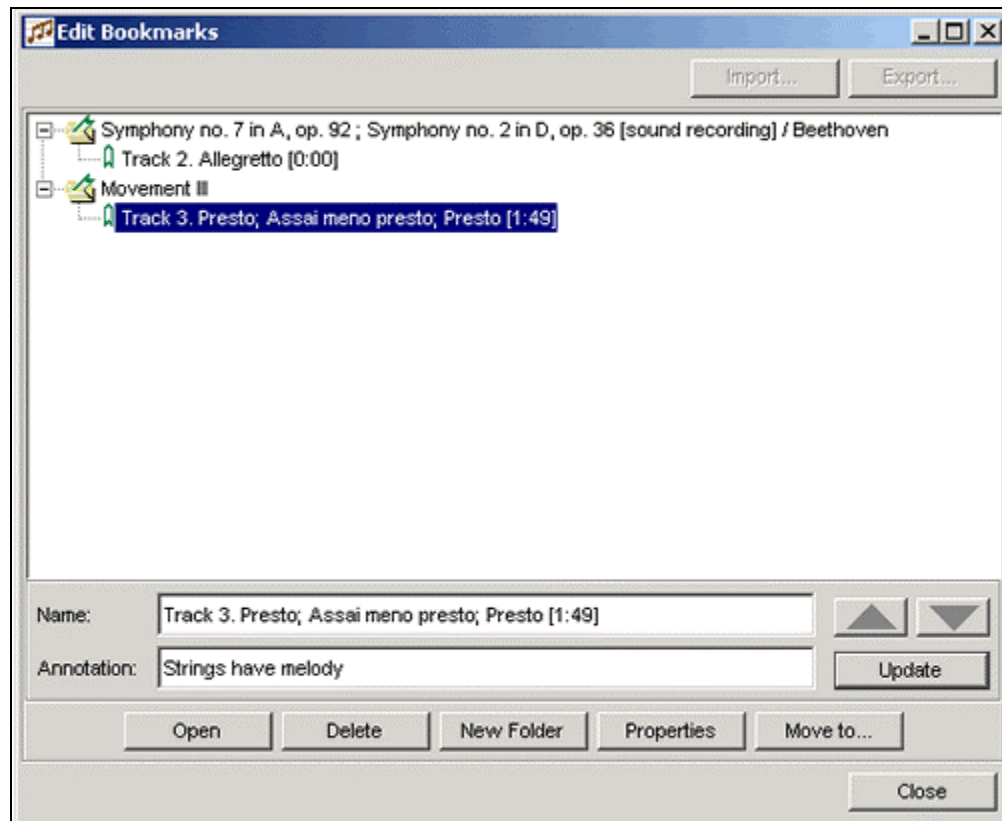 Edit Bookmarks
Import... Export...
Symphony no. 7 in A, op. 92 ; Symphony no. 2 in D, op. 36 [sound recording] / Beethoven
Track 2. Allegretto [0:00]
Movement III
Track 3. Presto; Assai meno presto; Presto [1:49]
Name: Track 3. Presto; Assai meno presto; Presto [1:49]
Annotation: Strings have melody Update
Open Delete New Folder Properties Move to...
Close